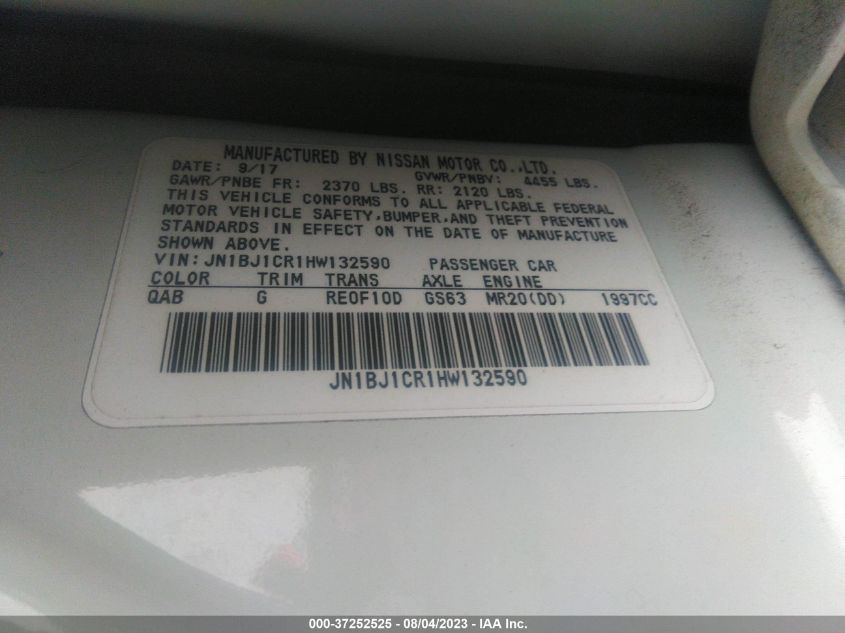 MANUFACTURED BY NISSAN MOTOR CO.,LTD.
DATE: 9/17 GVWR/PNBV: 4455 LBS.
GAWR/PNBE FR: 2370 LBS. RR: 2120 LBS.
THIS VEHICLE CONFORMS TO ALL APPLICABLE FEDERAL
MOTOR VEHICLE SAFETY,BUMPER,AND THEFT PREVENTION
STANDARDS IN EFFECT ON THE DATE OF MANUFACTURE
SHOWN ABOVE.
VIN:JN1BJ1CR1HW132590 PASSENGER CAR
COLOR TRIM TRANS AXLE ENGINE
QAB G RE0F10D GS63 MR20(DD) 1997CC
JN1BJ1CR1HW132590
000-37252525 - 08/04/2023 - IAA Inc.